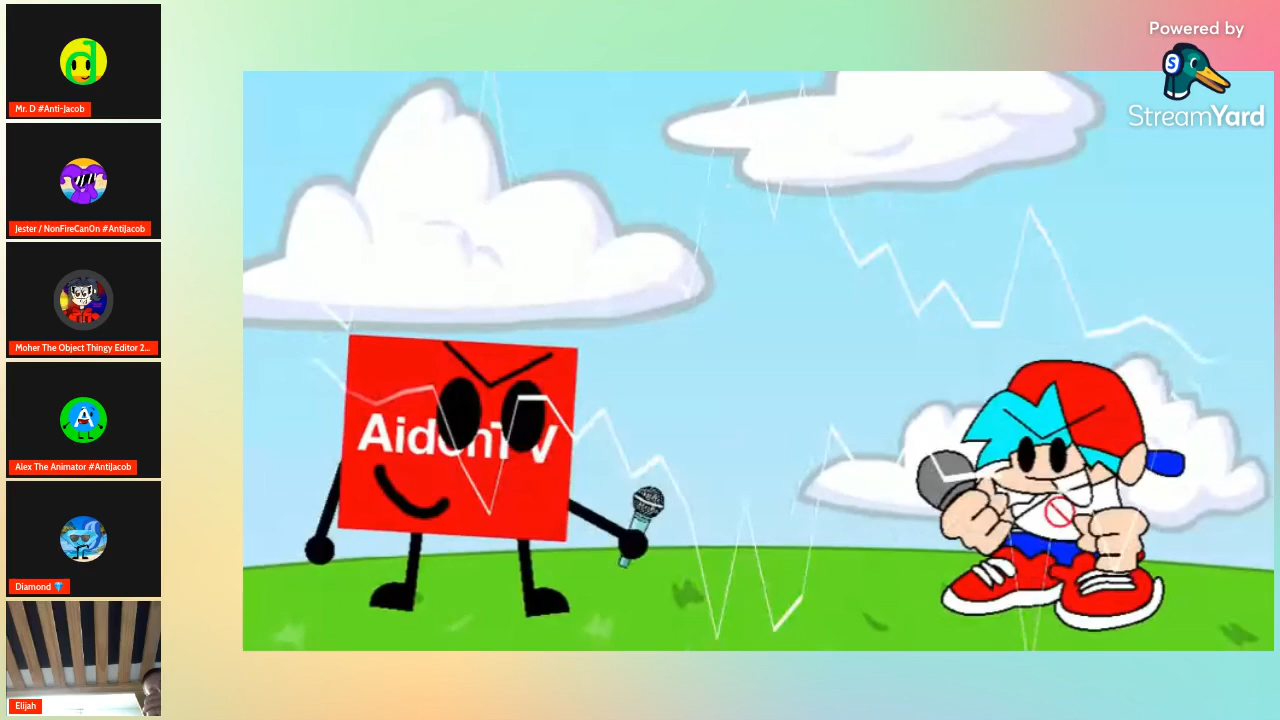 Mr. D #Anti-Jacob
Jester / NonFireCan0n #AntiJacob
Moher The Object Thingy Editor 2...
Alex The Animator #AntiJacob
Diamond 💎
Elijah
AidenTV
Powered by
S
StreamYard